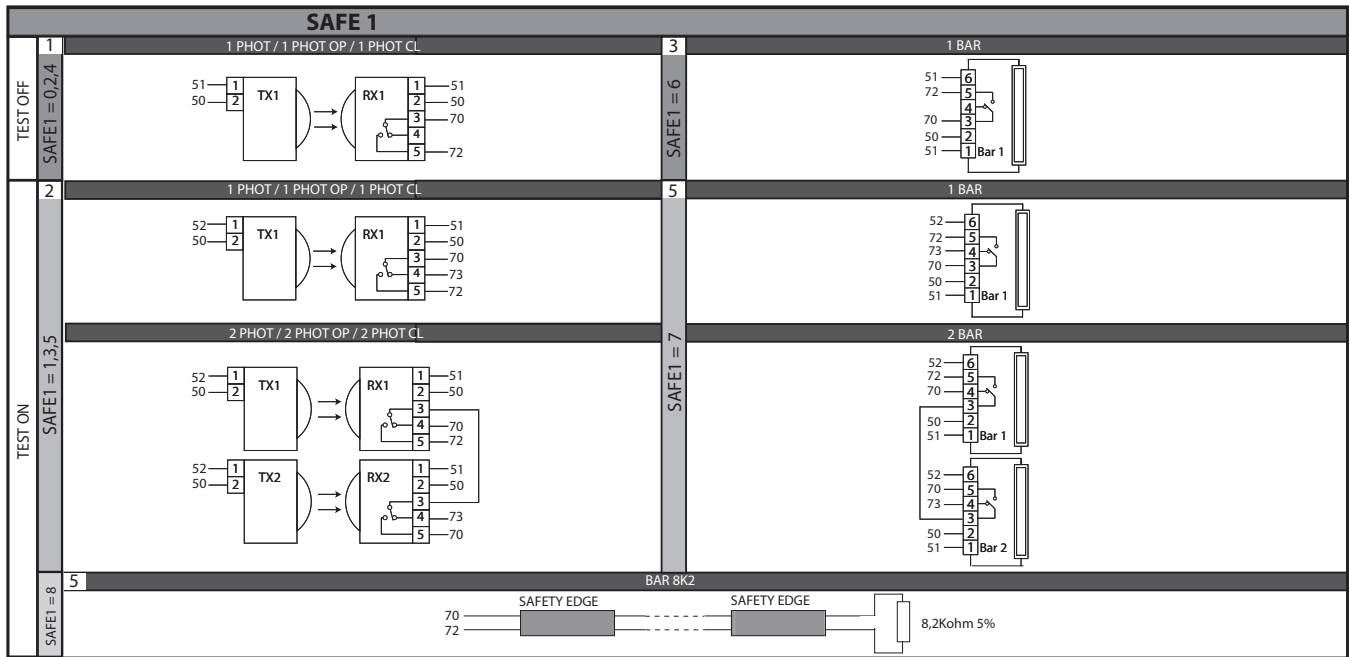 SAFE 1
1
1 PHOT / 1 PHOT OP / 1 PHOT CL
3
1 BAR
TEST OFF
SAFE1 = 0,2,4
51 1 TX1 RX1 1 51
50 2 2 50
3 70
4
5 72
SAFE1 = 6
51 6
72 5
4
70 3
50 2
51 1 Bar 1
2
1 PHOT / 1 PHOT OP / 1 PHOT CL
5
1 BAR
TEST ON
SAFE1 = 1,3,5
52 1 TX1 RX1 1 51
50 2 2 50
3 70
4 73
5 72
SAFE1 = 7
52 6
72 5
73 4
70 3
50 2
51 1 Bar 1
2 PHOT / 2 PHOT OP / 2 PHOT CL
2 BAR
52 1 TX1 RX1 1 51
50 2 2 50
3
4 70
5 72
52 1 TX2 RX2 1 51
50 2 2 50
3
4 73
5 70
52 6
72 5
70 4
3
50 2
51 1 Bar 1
52 6
70 5
73 4
3
50 2
51 1 Bar 2
SAFE1 = 8
5
BAR 8K2
SAFETY EDGE SAFETY EDGE
70
72
8,2Kohm 5%